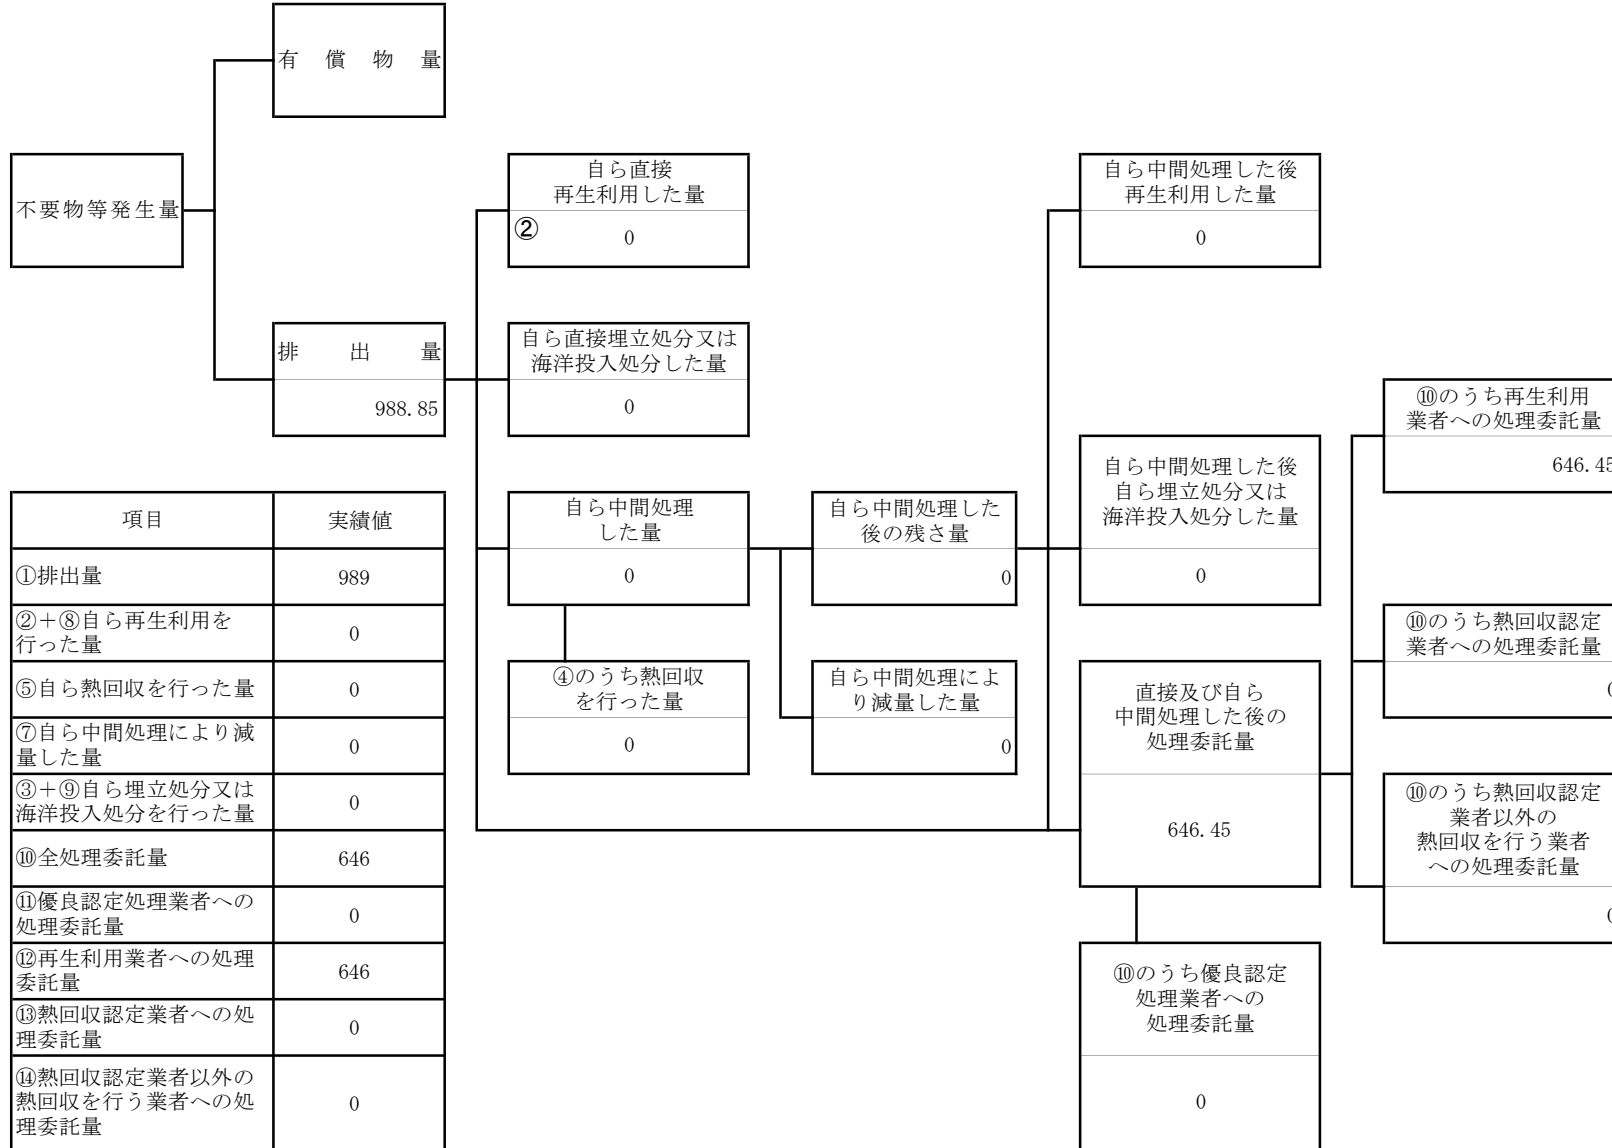 有償物量
不要物等発生量
自ら直接
再生利用した量
②
0
自ら中間処理した後
再生利用した量
0
排出量
988.85
自ら直接埋立処分又は
海洋投入処分した量
0
⑩のうち再生利用
業者への処理委託量
646.45
自ら中間処理した後
自ら埋立処分又は
海洋投入処分した量
0
自ら中間処理
した量
0
自ら中間処理した
後の残さ量
0
④のうち熱回収
を行った量
0
自ら中間処理によ
り減量した量
0
直接及び自ら
中間処理した後の
処理委託量
646.45
⑩のうち熱回収認定
業者への処理委託量
0
⑩のうち熱回収認定
業者以外の
熱回収を行う業者
への処理委託量
0
⑩のうち優良認定
処理業者への
処理委託量
0
項目 実績値
①排出量 989
②+⑧自ら再生利用を
行った量 0
⑤自ら熱回収を行った量 0
⑦自ら中間処理により減
量した量 0
③+⑨自ら埋立処分又は
海洋投入処分を行った量 0
⑩全処理委託量 646
⑪優良認定処理業者への
処理委託量 0
⑫再生利用業者への処理
委託量 646
⑬熱回収認定業者への処
理委託量 0
⑭熱回収認定業者以外の
熱回収を行う業者への処
理委託量 0